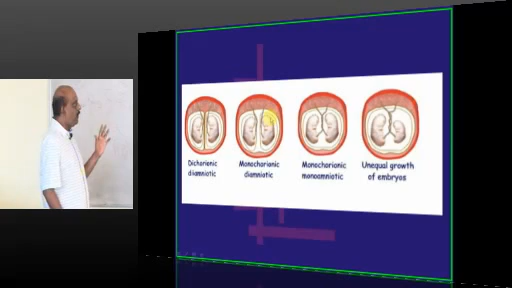 Dichorionic
diamniotic
Monochorionic
diamniotic
Monochorionic
monoamniotic
Unequal growth
of embryos